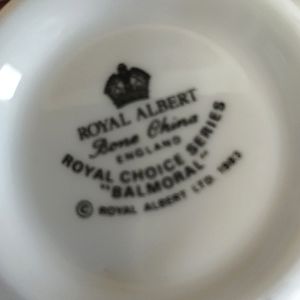 ROYAL ALBERT
Bone China
ENGLAND
ROYAL CHOICE SERIES
"BALMORAL"
© ROYAL ALBERT LTD. 1983